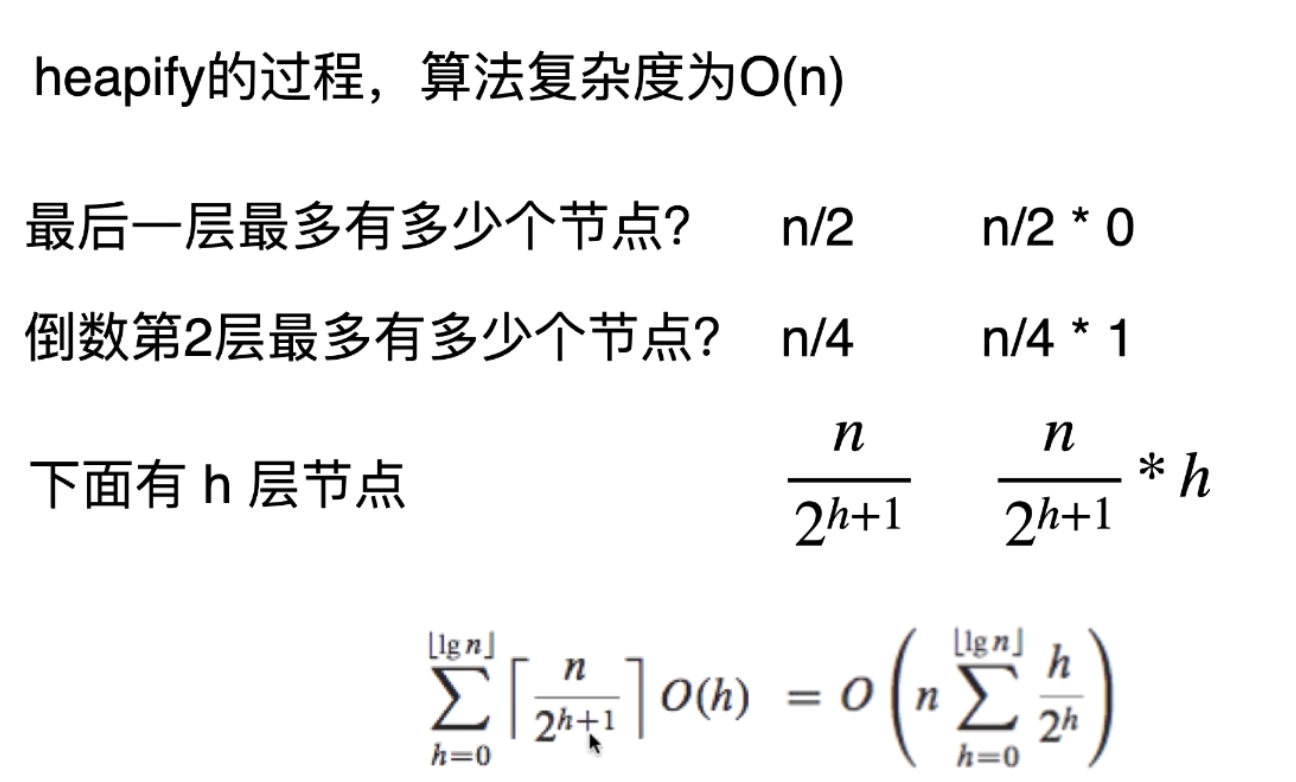 heapify的过程，算法复杂度为O(n)
最后一层最多有多少个节点？ n/2 n/2 * 0
倒数第2层最多有多少个节点？ n/4 n/4 * 1
下面有 h 层节点 \frac{n}{2^{h+1}} \frac{n}{2^{h+1}} * h
\sum_{h=0}^{\lfloor \lg n \rfloor} \left\lceil \frac{n}{2^{h+1}} \right\rceil O(h) = O\left( n \sum_{h=0}^{\lfloor \lg n \rfloor} \frac{h}{2^h} \right)